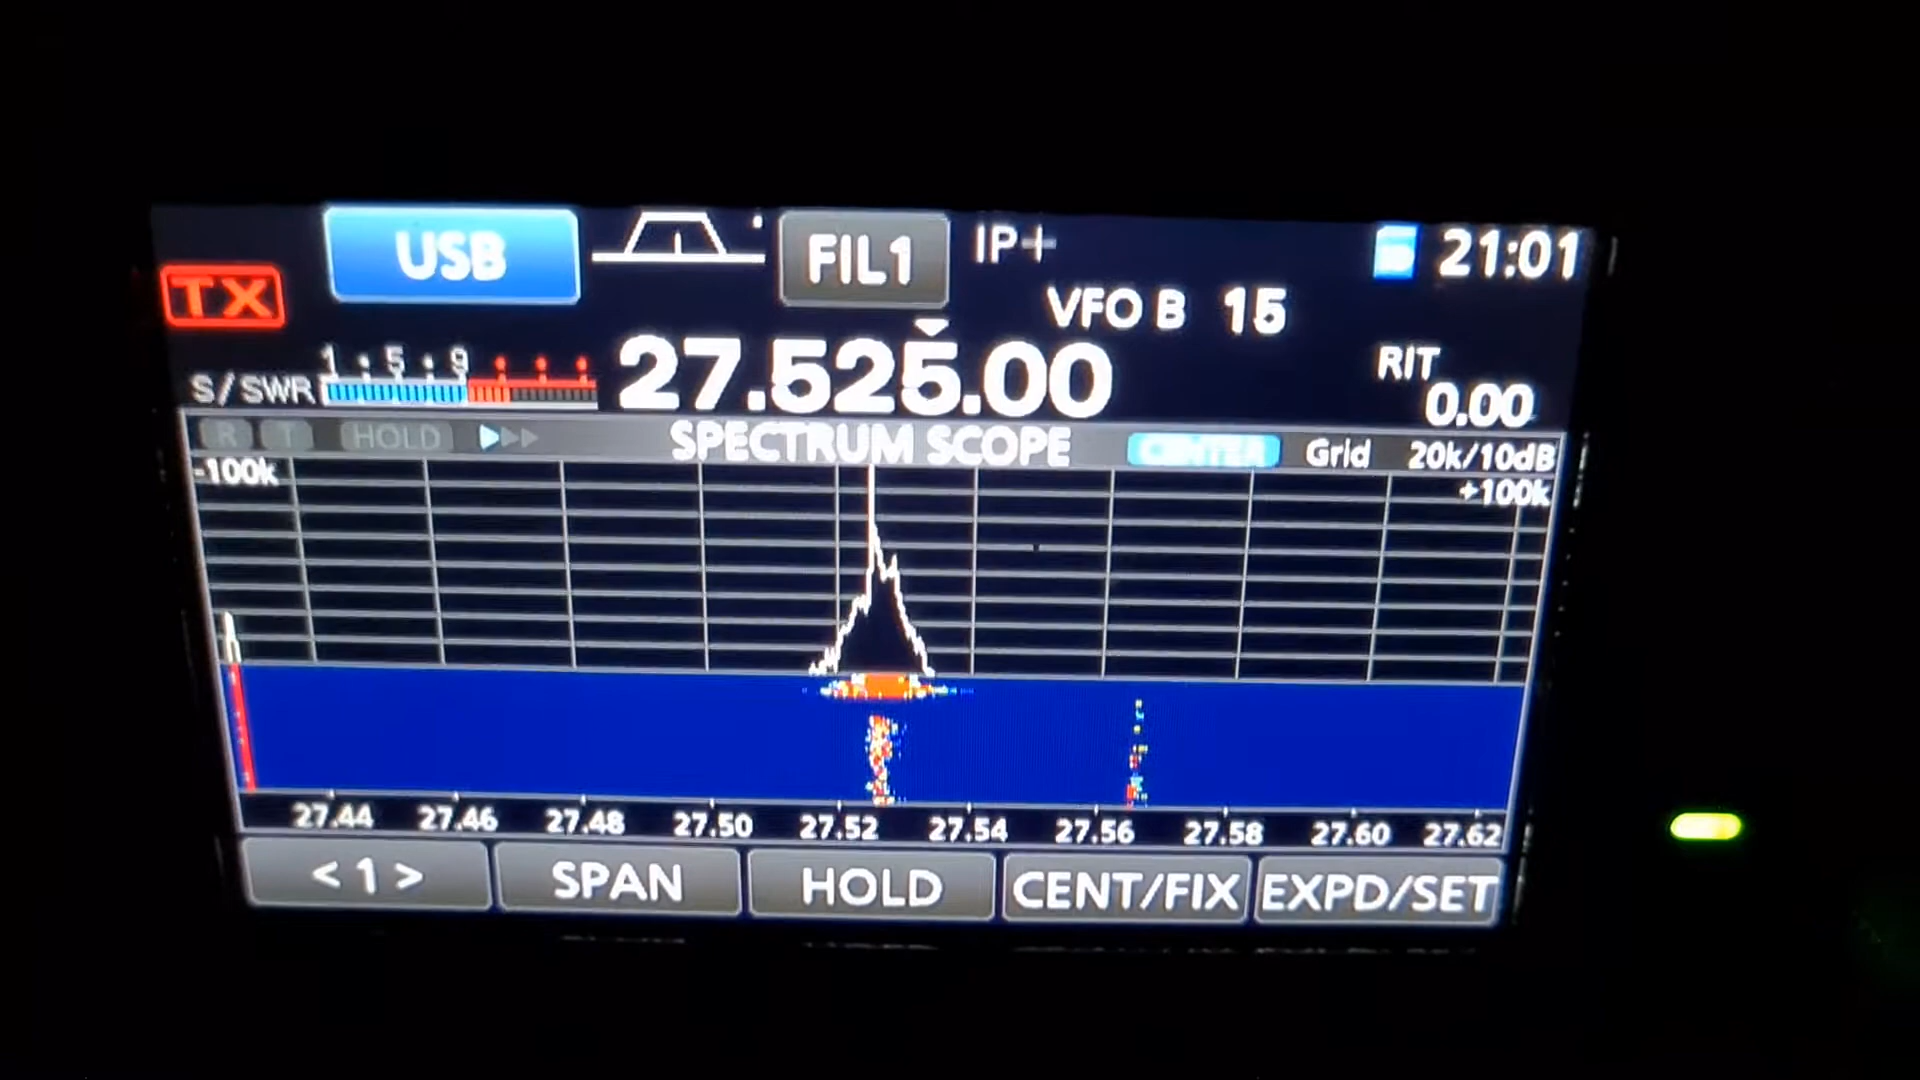 USB FIL1 IP+ 21:01
TX
VFO B 15
1 5 9
27.525.00
RIT
S/SWR
0.00
R T HOLD SPECTRUM SCOPE CENTER Grid 20k/10dB
-100k +100k
27.44 27.46 27.48 27.50 27.52 27.54 27.56 27.58 27.60 27.62
< 1 > SPAN HOLD CENT/FIX EXPD/SET